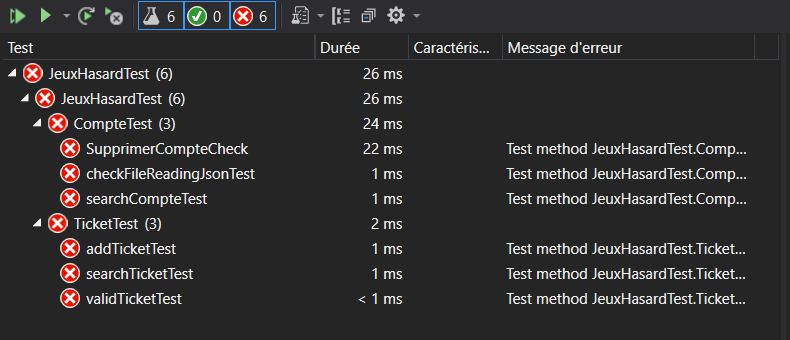 6 0 6
Test Durée Caractéris... Message d'erreur
JeuxHasardTest (6) 26 ms
JeuxHasardTest (6) 26 ms
CompteTest (3) 24 ms
SupprimerCompteCheck 22 ms Test method JeuxHasardTest.Comp...
checkFileReadingJsonTest 1 ms Test method JeuxHasardTest.Comp...
searchCompteTest 1 ms Test method JeuxHasardTest.Comp...
TicketTest (3) 2 ms
addTicketTest 1 ms Test method JeuxHasardTest.Ticket...
searchTicketTest 1 ms Test method JeuxHasardTest.Ticket...
validTicketTest < 1 ms Test method JeuxHasardTest.Ticket...